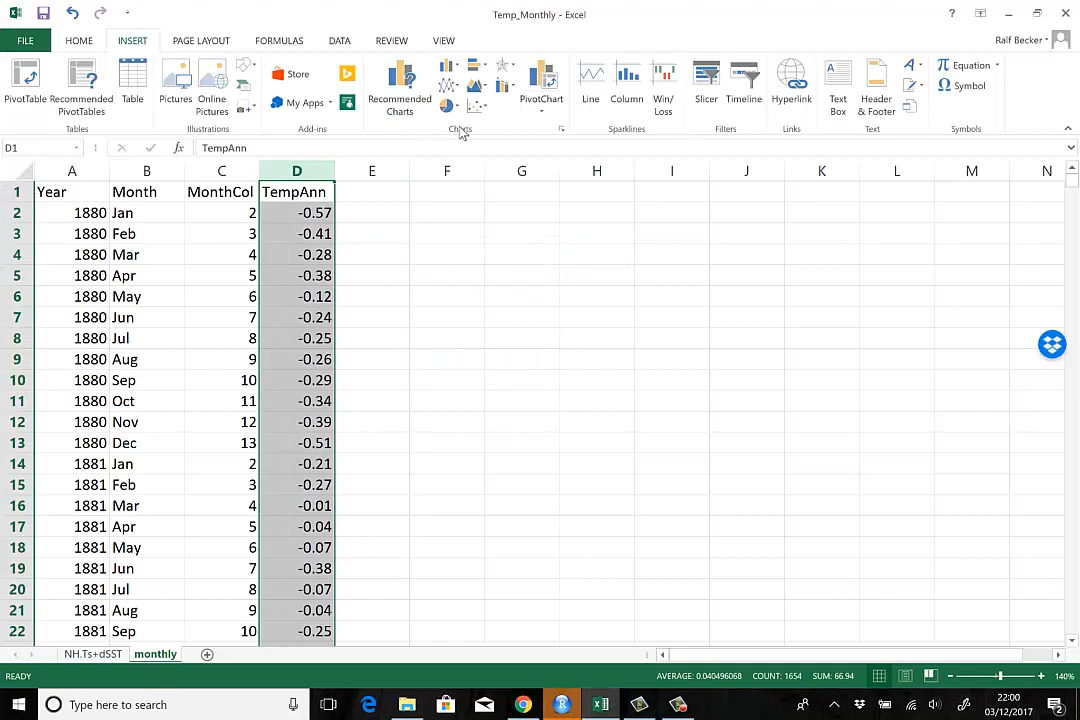 Temp_Monthly - Excel
FILE HOME INSERT PAGE LAYOUT FORMULAS DATA REVIEW VIEW
Ralf Becker
PivotTable Recommended PivotTables Table Pictures Online Pictures
Store
My Apps
Recommended Charts
PivotChart
Line Column Win/ Loss
Slicer Timeline
Hyperlink
Text Box Header & Footer
Equation
Symbol
Tables Illustrations Add-ins Charts Sparklines Filters Links Text Symbols
D1 fx TempAnn
A B C D E F G H I J K L M N
1 Year Month MonthCol TempAnn
2 1880 Jan 2 -0.57
3 1880 Feb 3 -0.41
4 1880 Mar 4 -0.28
5 1880 Apr 5 -0.38
6 1880 May 6 -0.12
7 1880 Jun 7 -0.24
8 1880 Jul 8 -0.25
9 1880 Aug 9 -0.26
10 1880 Sep 10 -0.29
11 1880 Oct 11 -0.34
12 1880 Nov 12 -0.39
13 1880 Dec 13 -0.51
14 1881 Jan 2 -0.21
15 1881 Feb 3 -0.27
16 1881 Mar 4 -0.01
17 1881 Apr 5 -0.04
18 1881 May 6 -0.07
19 1881 Jun 7 -0.38
20 1881 Jul 8 -0.07
21 1881 Aug 9 -0.04
22 1881 Sep 10 -0.25
NH.Ts+dSST monthly
READY AVERAGE: 0.040496068 COUNT: 1654 SUM: 66.94 140%
Type here to search
22:00
03/12/2017